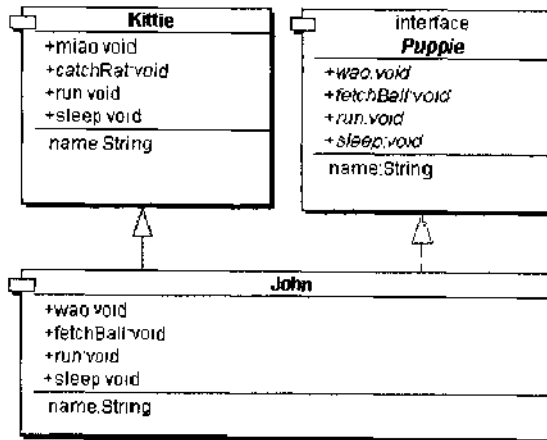 Kittie
+miao void
+catchRat:void
+run void
+sleep void
name String
interface
Puppie
+wao.void
+fetchBall:void
+run:void
+sleep:void
name:String
John
+wao void
+fetchBall:void
+run:void
+sleep void
name:String